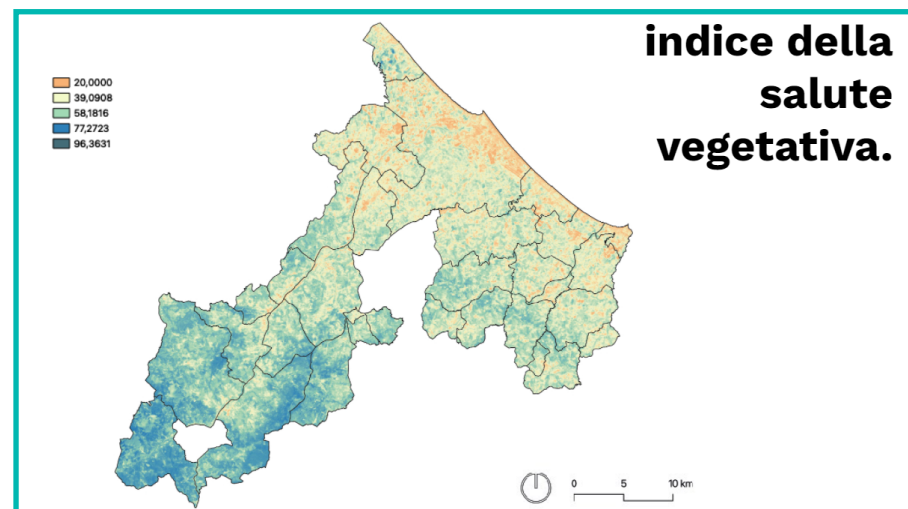 indice della
salute
vegetativa.
20,0000
39,0908
58,1816
77,2723
96,3631
0 5 10 km